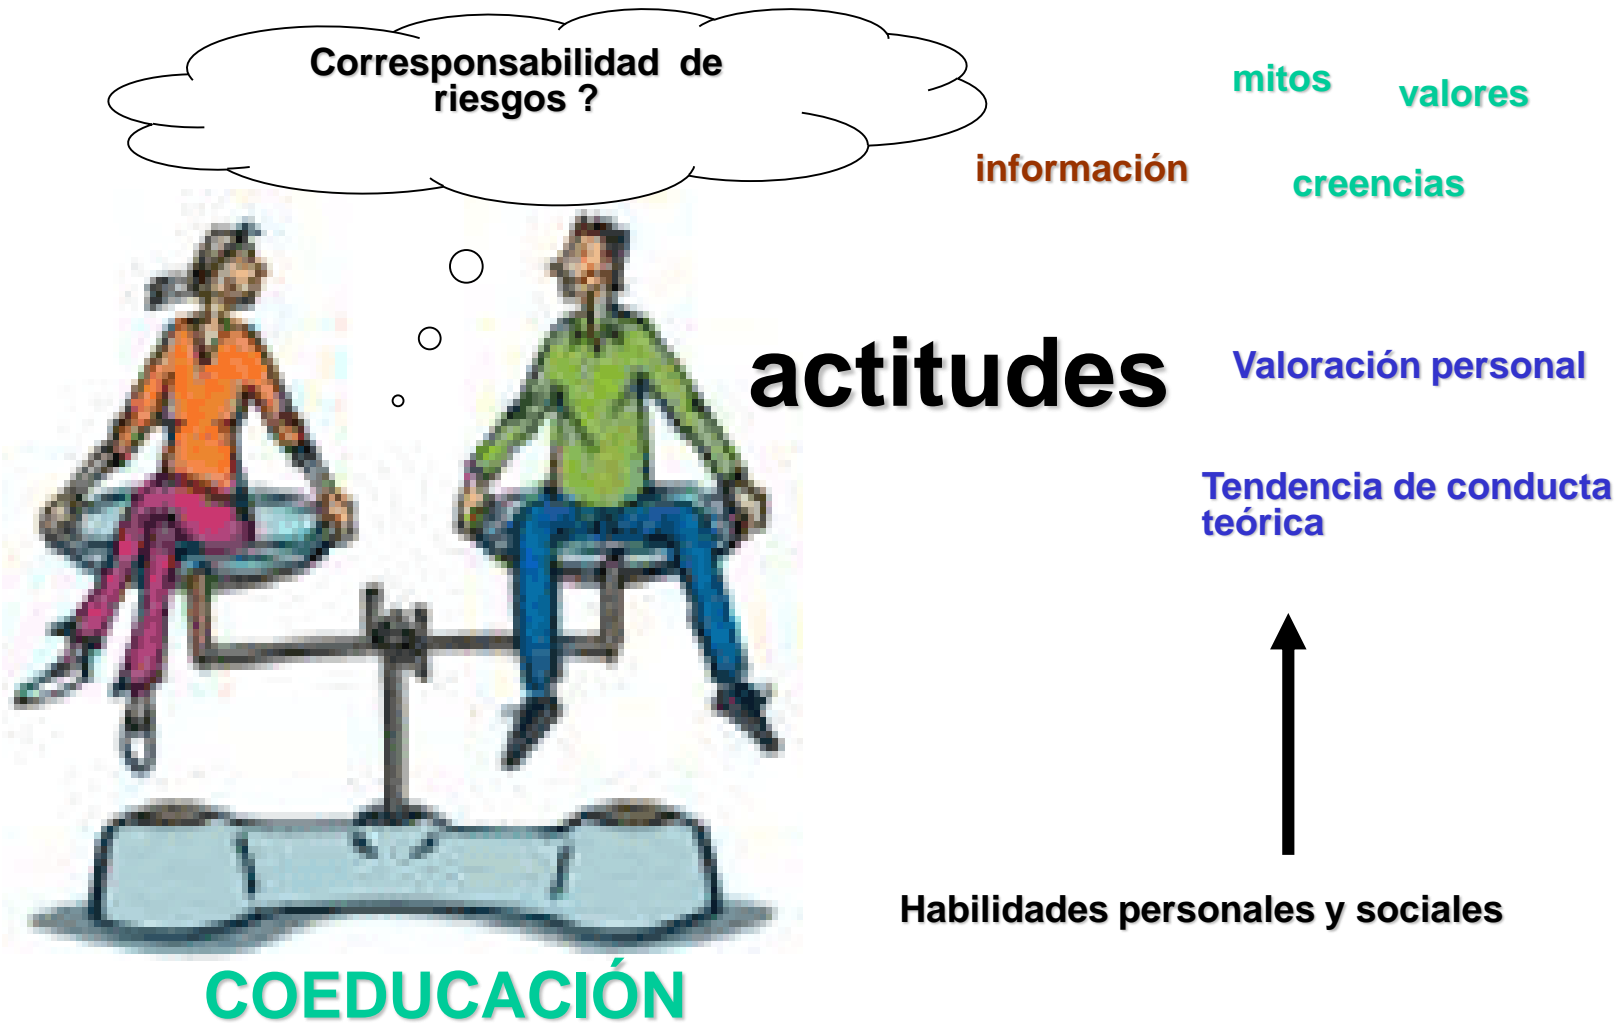 Corresponsabilidad de
riesgos ?
mitos
valores
información
creencias
actitudes
Valoración personal
Tendencia de conducta
teórica
Habilidades personales y sociales
COEDUCACIÓN